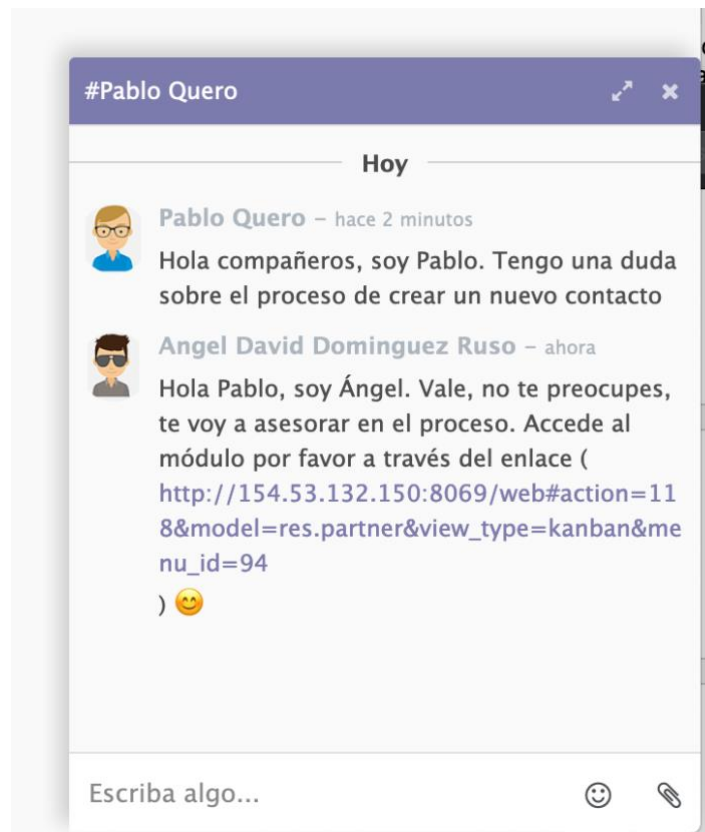 #Pablo Quero
Hoy
Pablo Quero – hace 2 minutos
Hola compañeros, soy Pablo. Tengo una duda
sobre el proceso de crear un nuevo contacto
Angel David Dominguez Ruso – ahora
Hola Pablo, soy Ángel. Vale, no te preocupes,
te voy a asesorar en el proceso. Accede al
módulo por favor a través del enlace (
http://154.53.132.150:8069/web#action=11
8&model=res.partner&view_type=kanban&me
nu_id=94
) 😊
Escriba algo...